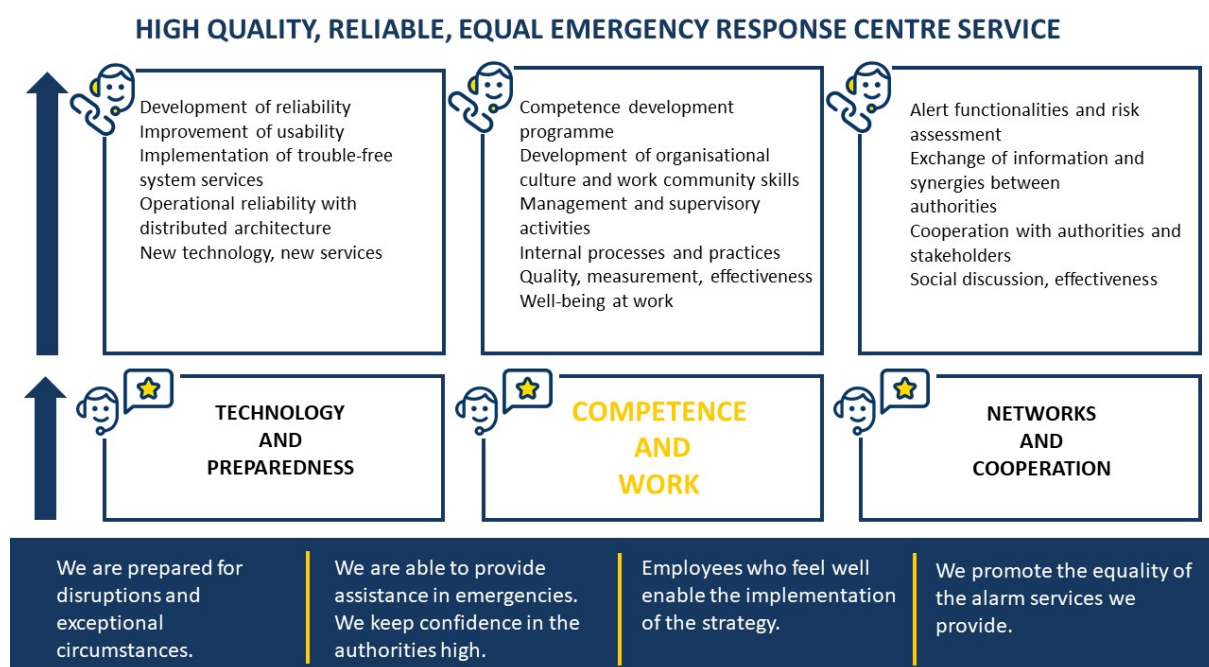 HIGH QUALITY, RELIABLE, EQUAL EMERGENCY RESPONSE CENTRE SERVICE
Development of reliability
Improvement of usability
Implementation of trouble-free
system services
Operational reliability with
distributed architecture
New technology, new services
Competence development
programme
Development of organisational
culture and work community skills
Management and supervisory
activities
Internal processes and practices
Quality, measurement, effectiveness
Well-being at work
Alert functionalities and risk
assessment
Exchange of information and
synergies between
authorities
Cooperation with authorities and
stakeholders
Social discussion, effectiveness
TECHNOLOGY
AND
PREPAREDNESS
COMPETENCE
AND
WORK
NETWORKS
AND
COOPERATION
We are prepared for
disruptions and
exceptional
circumstances.
We are able to provide
assistance in emergencies.
We keep confidence in the
authorities high.
Employees who feel well
enable the implementation
of the strategy.
We promote the equality of
the alarm services we
provide.